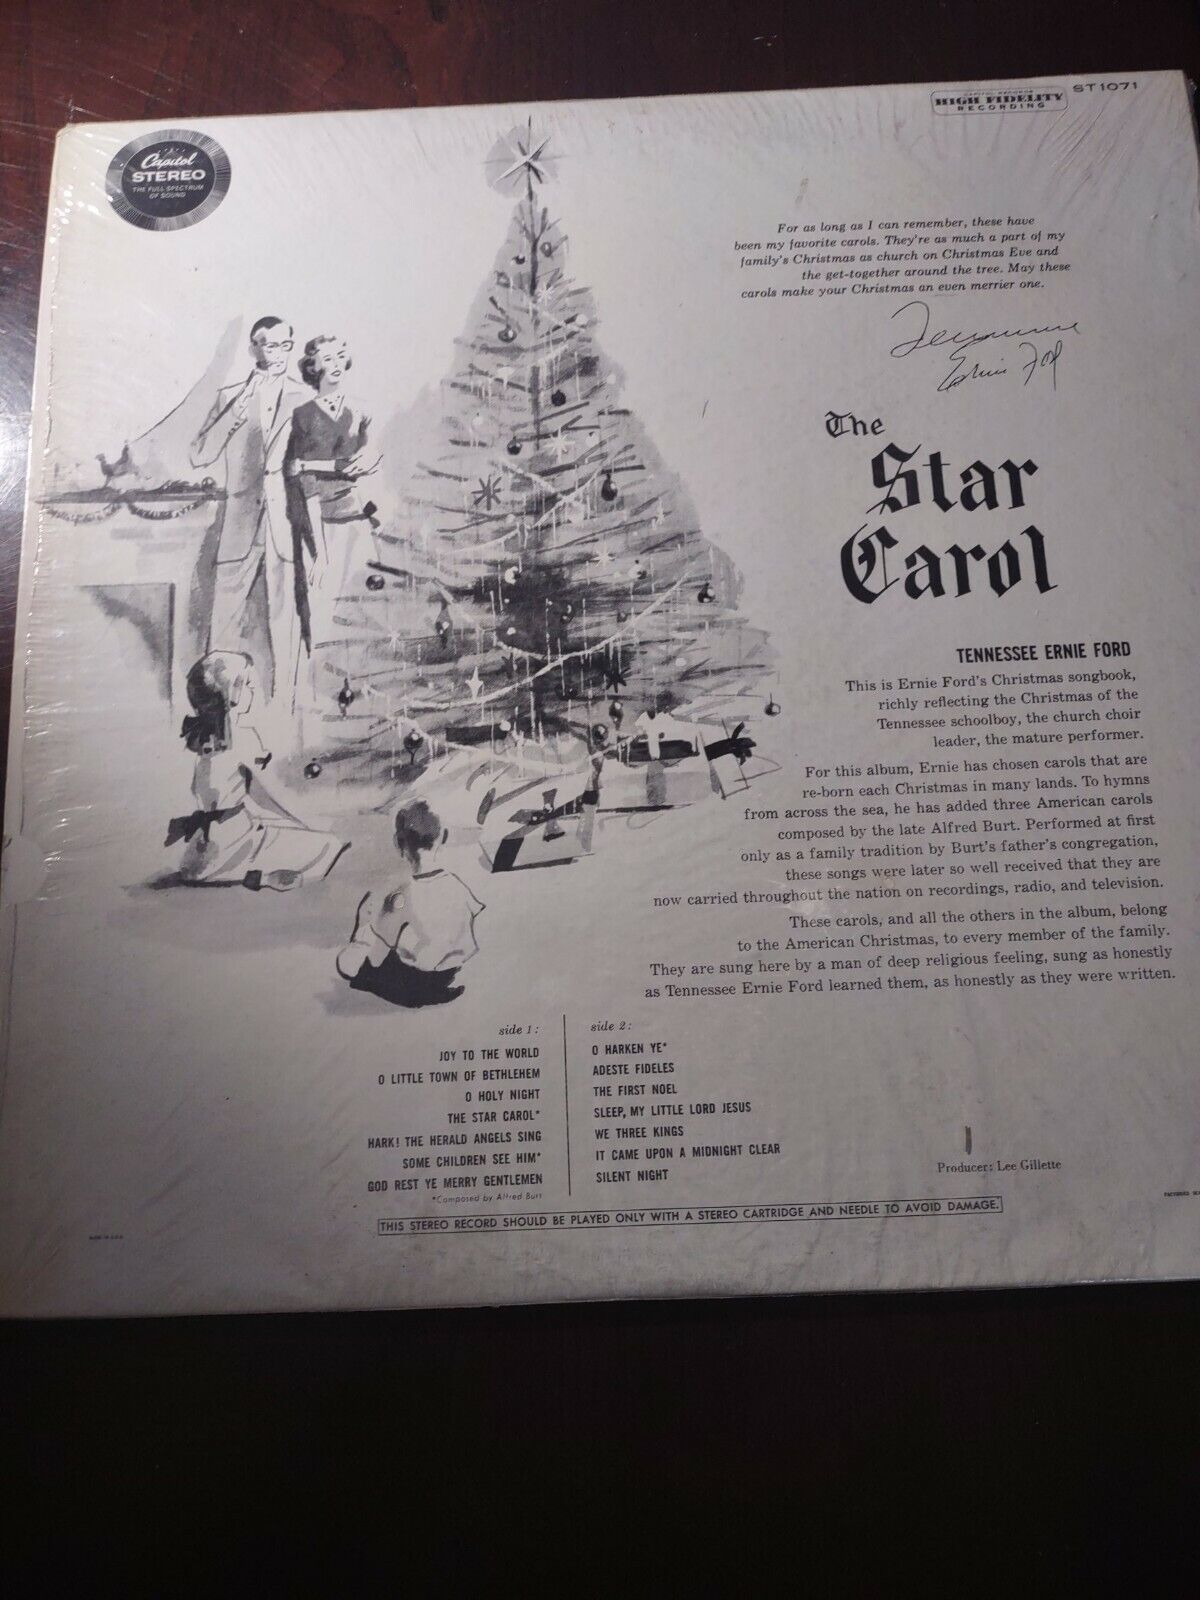 Capitol
STEREO
THE FULL SPECTRUM
OF SOUND
CAPITOL RECORDS
HIGH FIDELITY
RECORDING
ST1071
For as long as I can remember, these have
been my favorite carols. They're as much a part of my
family's Christmas as church on Christmas Eve and
the get-together around the tree. May these
carols make your Christmas an even merrier one.
Tennessee
Ernie Ford
The
Star
Carol
TENNESSEE ERNIE FORD
This is Ernie Ford's Christmas songbook,
richly reflecting the Christmas of the
Tennessee schoolboy, the church choir
leader, the mature performer.
For this album, Ernie has chosen carols that are
re-born each Christmas in many lands. To hymns
from across the sea, he has added three American carols
composed by the late Alfred Burt. Performed at first
only as a family tradition by Burt's father's congregation,
these songs were later so well received that they are
now carried throughout the nation on recordings, radio, and television.
These carols, and all the others in the album, belong
to the American Christmas, to every member of the family.
They are sung here by a man of deep religious feeling, sung as honestly
as Tennessee Ernie Ford learned them, as honestly as they were written.
side 1:
JOY TO THE WORLD
O LITTLE TOWN OF BETHLEHEM
O HOLY NIGHT
THE STAR CAROL*
HARK! THE HERALD ANGELS SING
SOME CHILDREN SEE HIM*
GOD REST YE MERRY GENTLEMEN
*Composed by Alfred Burt
side 2:
O HARKEN YE*
ADESTE FIDELES
THE FIRST NOEL
SLEEP, MY LITTLE LORD JESUS
WE THREE KINGS
IT CAME UPON A MIDNIGHT CLEAR
SILENT NIGHT
Producer: Lee Gillette
THIS STEREO RECORD SHOULD BE PLAYED ONLY WITH A STEREO CARTRIDGE AND NEEDLE TO AVOID DAMAGE.